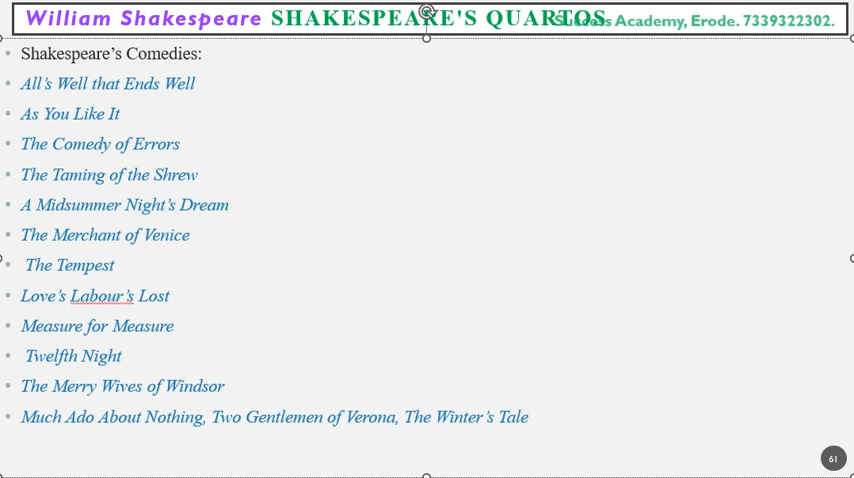 William Shakespeare SHAKESPEARE'S QUARTOS Success Academy, Erode. 7339322302.
• Shakespeare’s Comedies:
• All’s Well that Ends Well
• As You Like It
• The Comedy of Errors
• The Taming of the Shrew
• A Midsummer Night’s Dream
• The Merchant of Venice
• The Tempest
• Love’s Labour’s Lost
• Measure for Measure
• Twelfth Night
• The Merry Wives of Windsor
• Much Ado About Nothing, Two Gentlemen of Verona, The Winter’s Tale
61